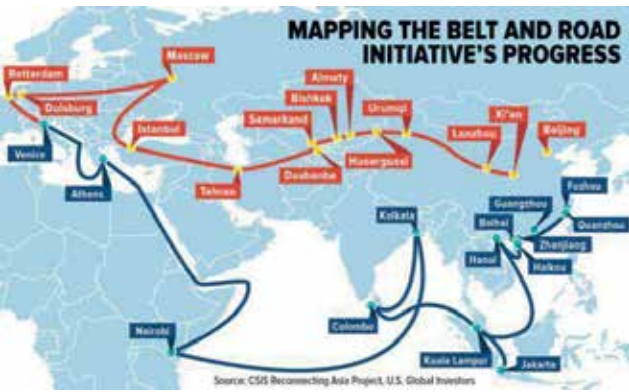 MAPPING THE BELT AND ROAD
INITIATIVE'S PROGRESS
Moscow
Rotterdam
Duisburg
Almaty
Bishkek
Urumqi
Xi'an
Samarkand
Istanbul
Lanzhou
Beijing
Venice
Dushanbe
Athens
Tehran
Fuzhou
Guangzhou
Kolkata
Beihai
Quanzhou
Zhanjiang
Hanoi
Haikou
Nairobi
Colombo
Kuala Lampur
Jakarta
Source: CSIS Reconnecting Asia Project, U.S. Global Investors